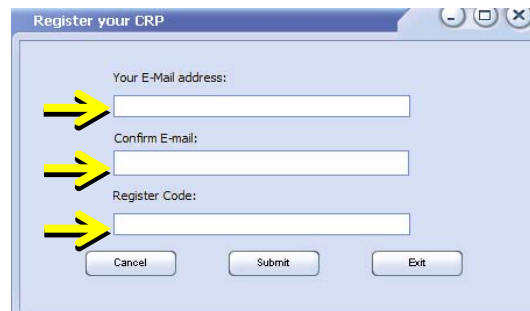 Register your CRP
Your E-Mail address:
Confirm E-mail:
Register Code:
Cancel Submit Exit